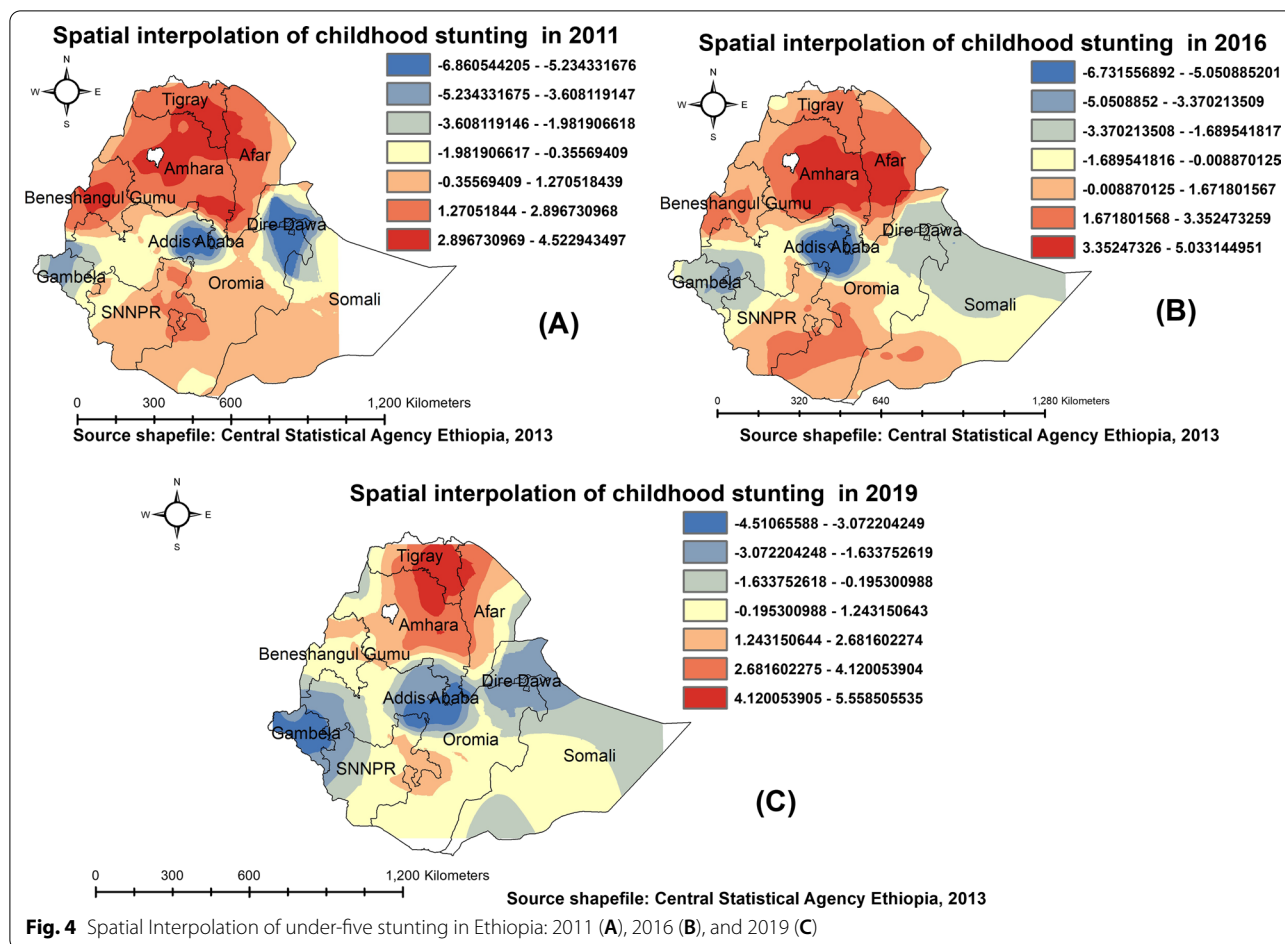 Spatial interpolation of childhood stunting in 2011
-6.860544205 - -5.234331676
-5.234331675 - -3.608119147
-3.608119146 - -1.981906618
-1.981906617 - -0.35569409
-0.35569409 - 1.270518439
1.27051844 - 2.896730968
2.896730969 - 4.522943497
N
W E
S
Tigray
Afar
Amhara
Beneshangul Gumu
Dire Dawa
Addis Ababa
Gambela
Oromia
SNNPR
Somali
(A)
0 300 600 1,200 Kilometers
Source shapefile: Central Statistical Agency Ethiopia, 2013
Spatial interpolation of childhood stunting in 2016
-6.731556892 - -5.050885201
-5.0508852 - -3.370213509
-3.370213508 - -1.689541817
-1.689541816 - -0.008870125
-0.008870125 - 1.671801567
1.671801568 - 3.352473259
3.35247326 - 5.033144951
N
W E
S
Tigray
Afar
Amhara
Beneshangul Gumu
Dire Dawa
Addis Ababa
Gambela
Oromia
SNNPR
Somali
(B)
0 320 640 1,280 Kilometers
Source shapefile: Central Statistical Agency Ethiopia, 2013
Spatial interpolation of childhood stunting in 2019
-4.51065588 - -3.072204249
-3.072204248 - -1.633752619
-1.633752618 - -0.195300988
-0.195300988 - 1.243150643
1.243150644 - 2.681602274
2.681602275 - 4.120053904
4.120053905 - 5.558505535
N
W E
S
Tigray
Afar
Amhara
Beneshangul Gumu
Dire Dawa
Addis Ababa
Gambela
Oromia
SNNPR
Somali
(C)
0 300 600 1,200 Kilometers
Source shapefile: Central Statistical Agency Ethiopia, 2013
Fig. 4 Spatial Interpolation of under-five stunting in Ethiopia: 2011 (A), 2016 (B), and 2019 (C)